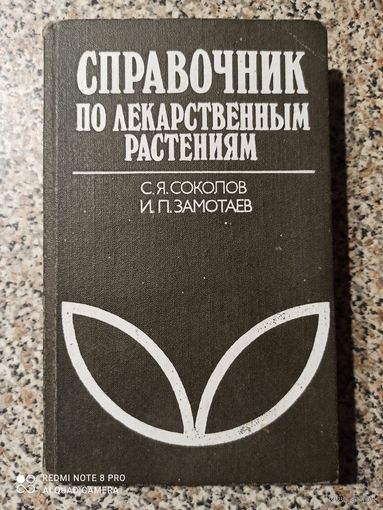 СПРАВОЧНИК
ПО ЛЕКАРСТВЕННЫМ
РАСТЕНИЯМ
С.Я.СОКОЛОВ
И.П.ЗАМОТАЕВ
REDMI NOTE 8 PRO
AI QUAD CAMERA